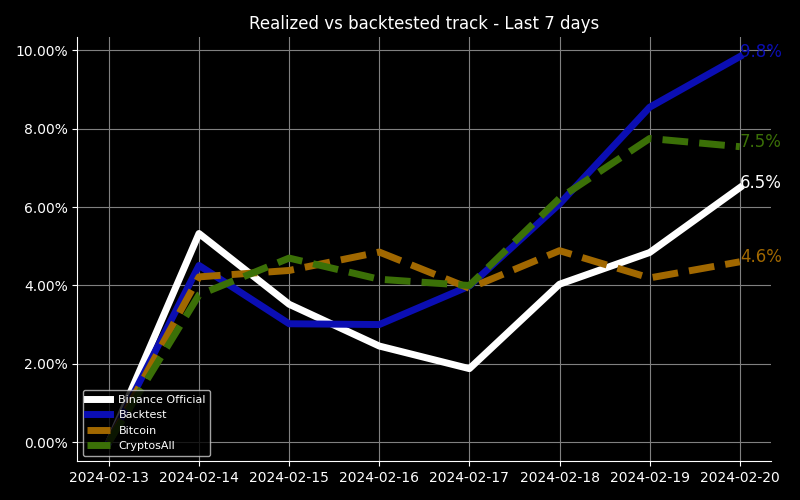 Realized vs backtested track - Last 7 days
10.00%
8.00%
6.00%
4.00%
2.00%
0.00%
9.8%
7.5%
6.5%
4.6%
Binance Official
Backtest
Bitcoin
CryptosAll
2024-02-13 2024-02-14 2024-02-15 2024-02-16 2024-02-17 2024-02-18 2024-02-19 2024-02-20